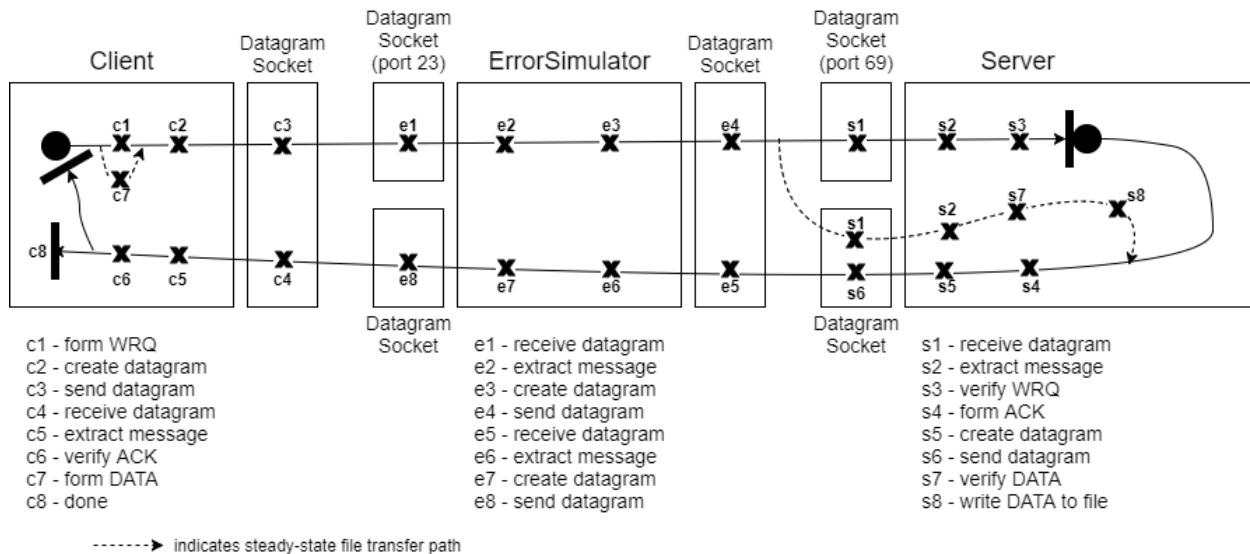 Client
Datagram
Socket
Datagram
Socket
(port 23)
ErrorSimulator
Datagram
Socket
Datagram
Socket
(port 69)
Server
c1
c2
c3
e1
e2
e3
e4
s1
s2
s3
c7
s1
s2
s7
s8
c8
c6
c5
c4
e8
e7
e6
e5
s6
s5
s4
Datagram
Socket
Datagram
Socket
c1 - form WRQ
c2 - create datagram
c3 - send datagram
c4 - receive datagram
c5 - extract message
c6 - verify ACK
c7 - form DATA
c8 - done
e1 - receive datagram
e2 - extract message
e3 - create datagram
e4 - send datagram
e5 - receive datagram
e6 - extract message
e7 - create datagram
e8 - send datagram
s1 - receive datagram
s2 - extract message
s3 - verify WRQ
s4 - form ACK
s5 - create datagram
s6 - send datagram
s7 - verify DATA
s8 - write DATA to file
indicates steady-state file transfer path